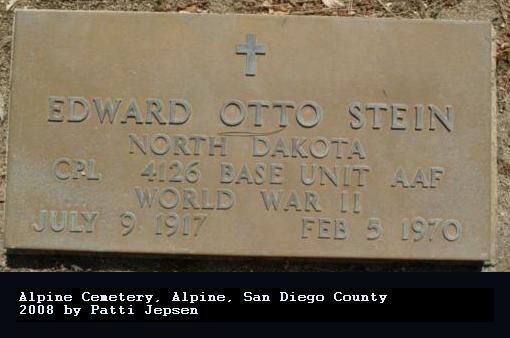 EDWARD OTTO STEIN
NORTH DAKOTA
CPL 4126 BASE UNIT AAF
WORLD WAR II
JULY 9 1917 FEB 5 1970
Alpine Cemetery, Alpine, San Diego County
2008 by Patti Jepsen